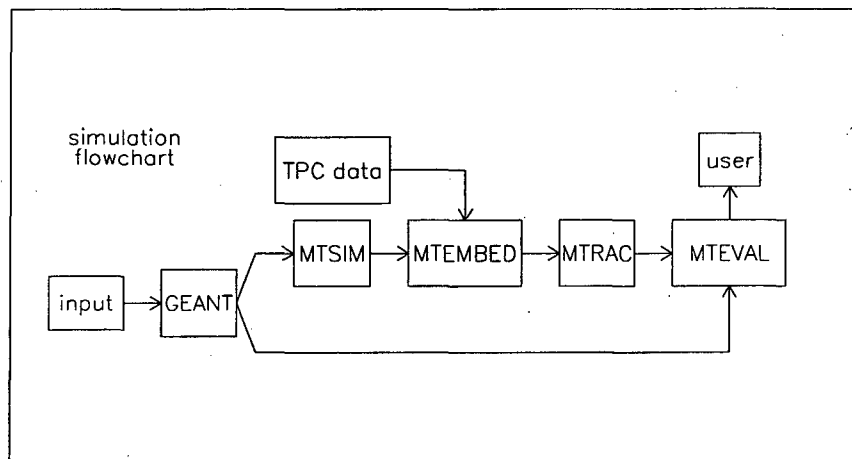 simulation
flowchart
TPC data
user
MTSIM
MTEMBED
MTRAC
MTEVAL
input
GEANT